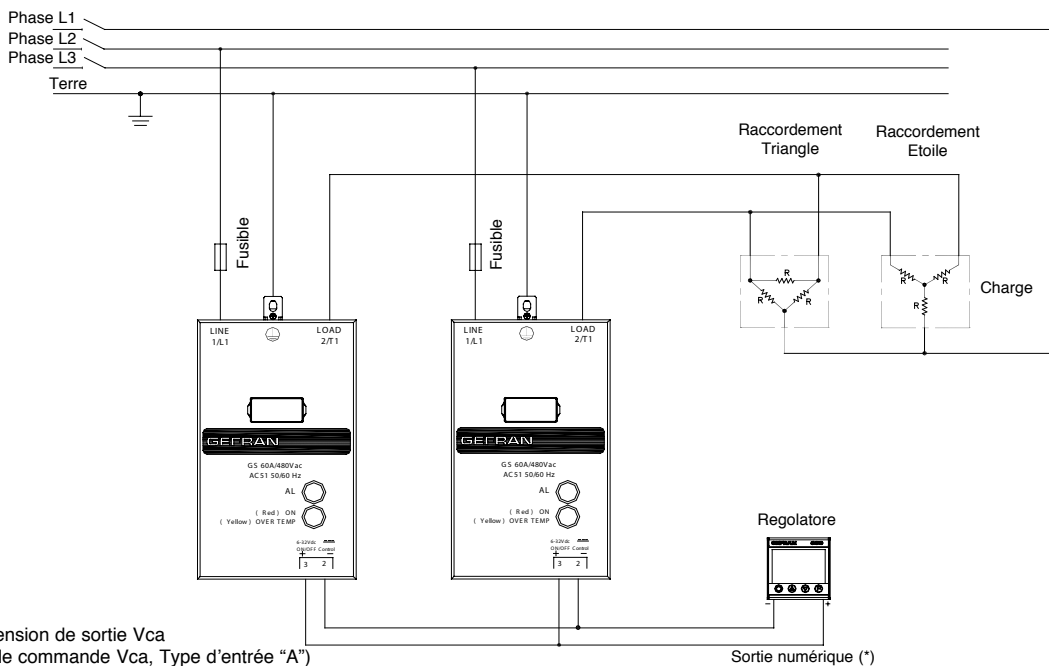 Phase L1
Phase L2
Phase L3
Terre
Raccordement
Triangle
Raccordement
Etoile
Fusible
Fusible
R
R
R
R
R
R
Charge
LINE
1/L1
LOAD
2/T1
LINE
1/L1
LOAD
2/T1
GEFRAN
GS 60A/480Vac
AC51 50/60 Hz
AL
( Red ) ON
( Yellow ) OVER TEMP
6-32Vdc
ON/OFF Control
+ −
3 2
GEFRAN
GS 60A/480Vac
AC51 50/60 Hz
AL
( Red ) ON
( Yellow ) OVER TEMP
6-32Vdc
ON/OFF Control
+ −
3 2
Regolatore
GEFRAN
− +
ension de sortie Vca
le commande Vca, Type d'entrée “A”)
Sortie numérique (*)